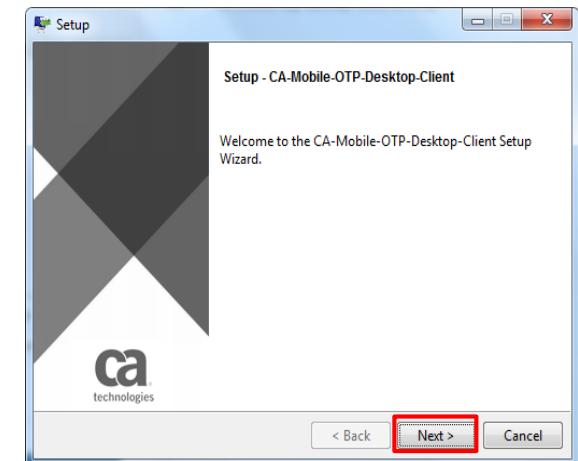 Setup
Setup - CA-Mobile-OTP-Desktop-Client
Welcome to the CA-Mobile-OTP-Desktop-Client Setup
Wizard.
ca
technologies
< Back
Next >
Cancel